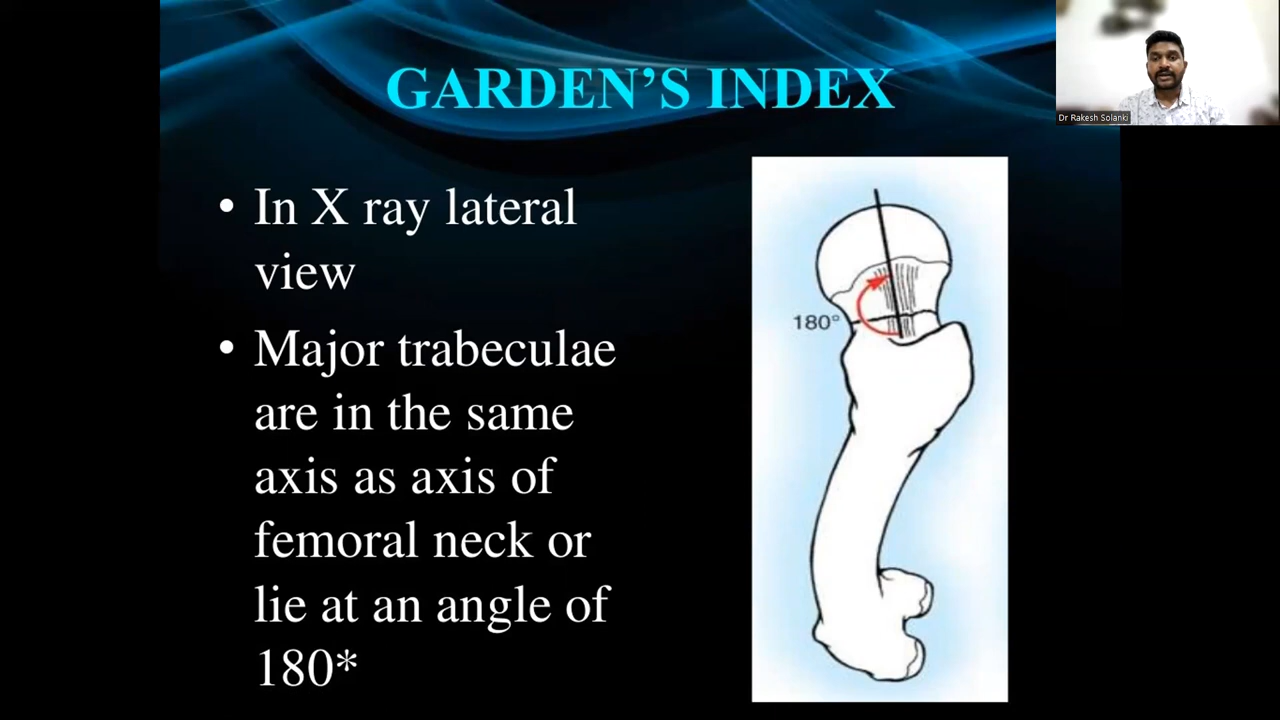 GARDEN’S INDEX
Dr Rakesh Solanki
• In X ray lateral
view
• Major trabeculae
are in the same
axis as axis of
femoral neck or
lie at an angle of
180*
180°